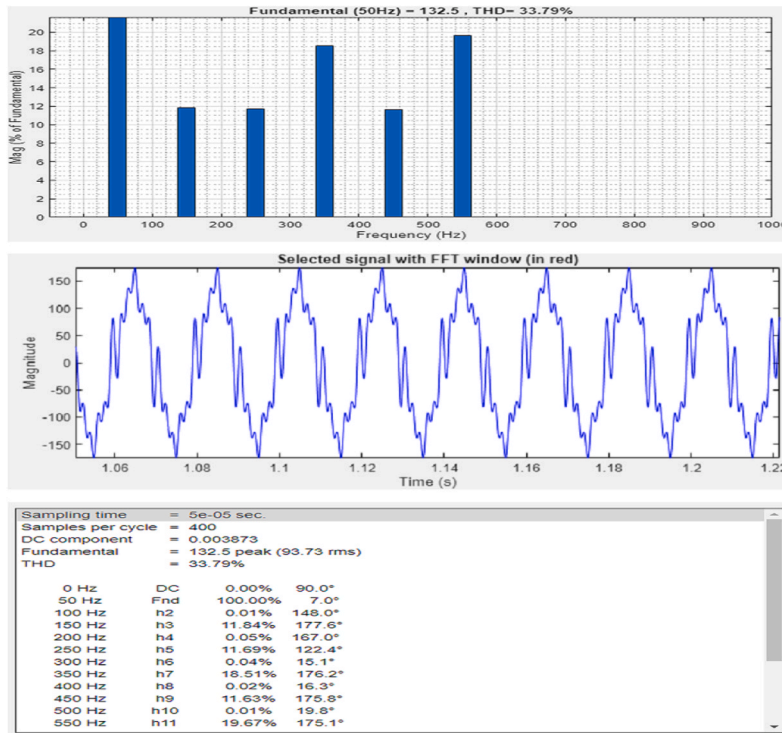 Fundamental (50Hz) = 132.5 , THD= 33.79%
20
18
16
14
12
10
8
6
4
2
0
Mag (% of Fundamental)
0 100 200 300 400 500 600 700 800 900 100
Frequency (Hz)
Selected signal with FFT window (in red)
150
100
50
0
-50
-100
-150
Magnitude
1.06 1.08 1.1 1.12 1.14 1.16 1.18 1.2 1.22
Time (s)
Sampling time = 5e-05 sec.
Samples per cycle = 400
DC component = 0.003873
Fundamental = 132.5 peak (93.73 rms)
THD = 33.79%
0 Hz DC 0.00% 90.0°
50 Hz Fnd 100.00% 7.0°
100 Hz h2 0.01% 148.0°
150 Hz h3 11.84% 177.6°
200 Hz h4 0.05% 167.0°
250 Hz h5 11.69% 122.4°
300 Hz h6 0.04% 15.1°
350 Hz h7 18.51% 176.2°
400 Hz h8 0.02% 16.3°
450 Hz h9 11.63% 175.8°
500 Hz h10 0.01% 19.8°
550 Hz h11 19.67% 175.1°